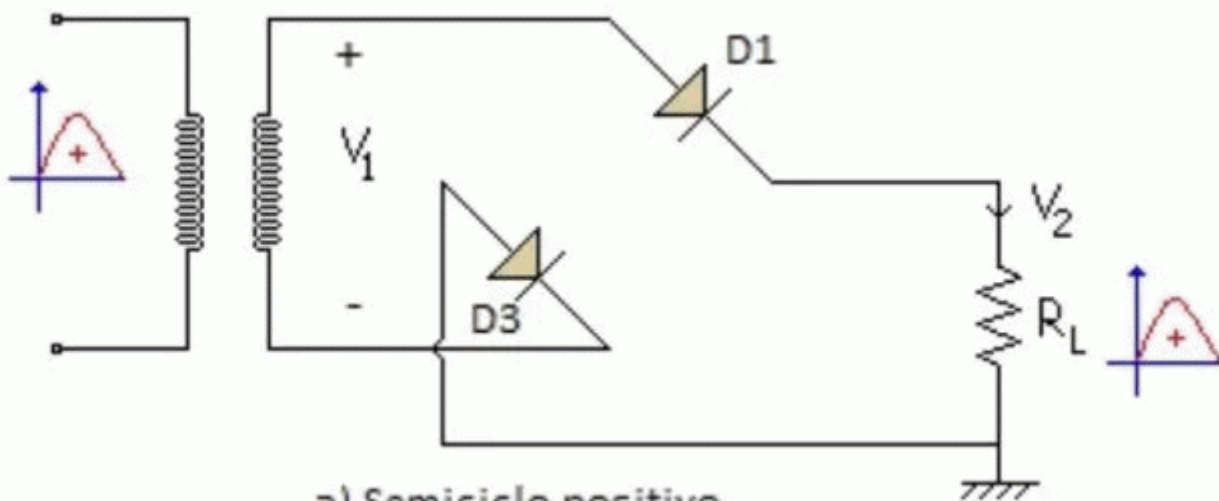 D1
+
V1
+
V2
D3
-
RL
+
a) Semiciclo positivo